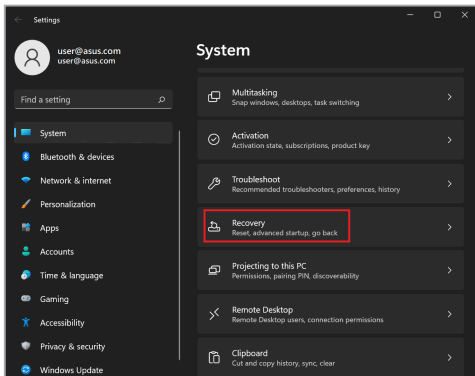 Settings
user@asus.com
user@asus.com
Find a setting
System
Bluetooth & devices
Network & internet
Personalization
Apps
Accounts
Time & language
Gaming
Accessibility
Privacy & security
Windows Update
System
Multitasking
Snap windows, desktops, task switching
Activation
Activation state, subscriptions, product key
Troubleshoot
Recommended troubleshooters, preferences, history
Recovery
Reset, advanced startup, go back
Projecting to this PC
Permissions, pairing PIN, discoverability
Remote Desktop
Remote Desktop users, connection permissions
Clipboard
Cut and copy history, sync, clear